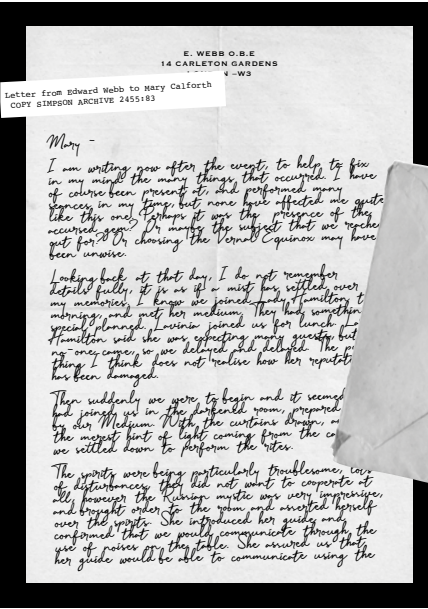 E. WEBB O.B.E
14 CARLETON GARDENS
–W3
Letter from Edward Webb to Mary Calforth
COPY SIMPSON ARCHIVE 2455:83
Mary –
I am writing now after the event, to help to fix
in my mind the many things that occurred. I have
of course been present at, and performed many
seances in my time, but none have affected me quite
like this one. Perhaps it was the presence of the
accursed gem? Or maybe the subject that we reached
out for? Or choosing the Vernal Equinox may have
been unwise.
Looking back at that day, I do not remember
details fully, it is as if a mist has settled over
my memories. I know we joined Lady Hamilton
morning, and met her medium. They had something
special planned. Lavinia joined us for lunch.
Hamilton said she was expecting many guests, but
no one came, so we delayed and delayed. The
thing I think does not realise how her
has been damaged.
Then suddenly we were to begin and it seemed
had joined us in the darkened room, prepared
by our Medium. With the curtains drawn,
the merest hint of light coming from the
we settled down to perform the rites.
The spirits were being particularly troublesome, lots
of disturbances, they did not want to cooperate at
all, however the Russian mystic was very impressive,
and brought order to the room and asserted herself
over the spirits. She introduced her guide and
confirmed that we would communicate through the
use of noises on the table. She assured us that
her guide would be able to communicate using the